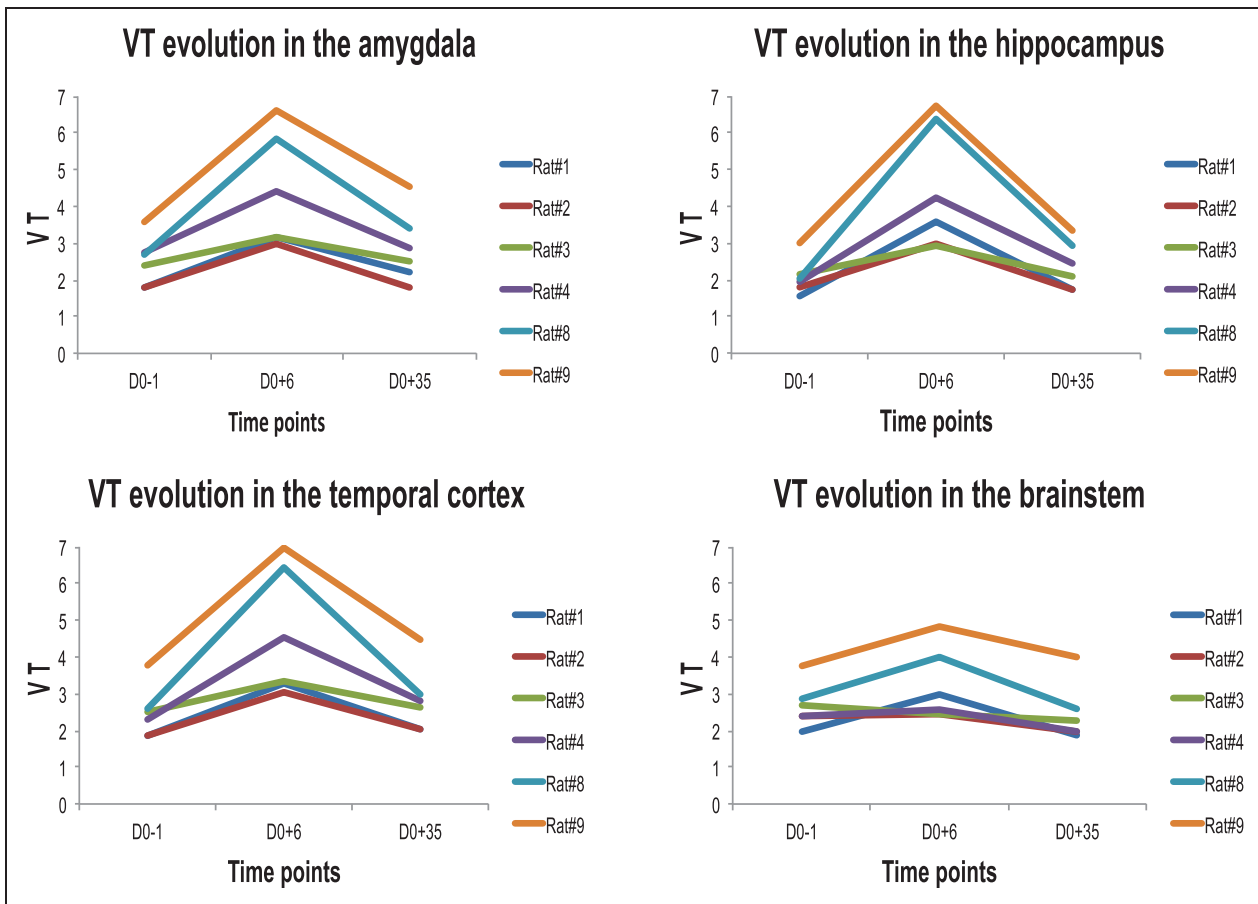 VT evolution in the amygdala
7
6
5
4
3
2
1
0
V T
D0-1
D0+6
D0+35
Time points
Rat#1
Rat#2
Rat#3
Rat#4
Rat#8
Rat#9
VT evolution in the hippocampus
7
6
5
4
3
2
1
0
V T
D0-1
D0+6
D0+35
Time points
Rat#1
Rat#2
Rat#3
Rat#4
Rat#8
Rat#9
VT evolution in the temporal cortex
7
6
5
4
3
2
1
0
V T
D0-1
D0+6
D0+35
Time points
Rat#1
Rat#2
Rat#3
Rat#4
Rat#8
Rat#9
VT evolution in the brainstem
7
6
5
4
3
2
1
0
V T
D0-1
D0+6
D0+35
Time points
Rat#1
Rat#2
Rat#3
Rat#4
Rat#8
Rat#9